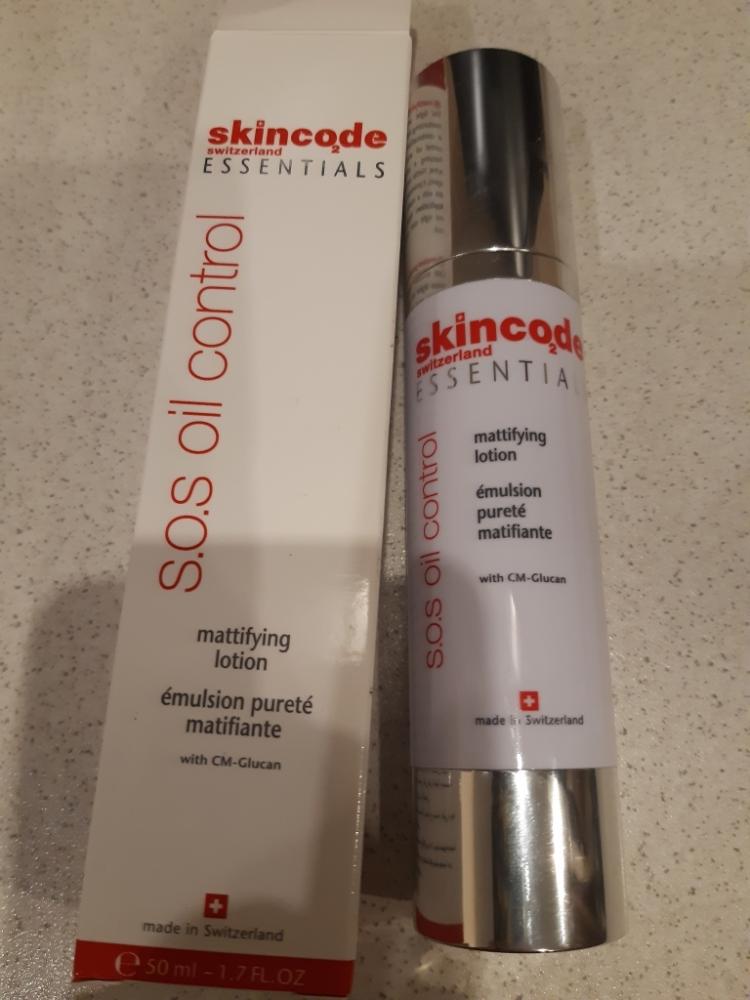 skincode
2
switzerland
ESSENTIALS
S.O.S oil control
mattifying
lotion
émulsion pureté
matifiante
with CM-Glucan
made in Switzerland
e 50 ml - 1.7 FL.OZ
skincode
2
switzerland
ESSENTIA
S.O.S oil control
mattifying
lotion
émulsion
pureté
matifiante
with CM-Glucan
made in Switzerland